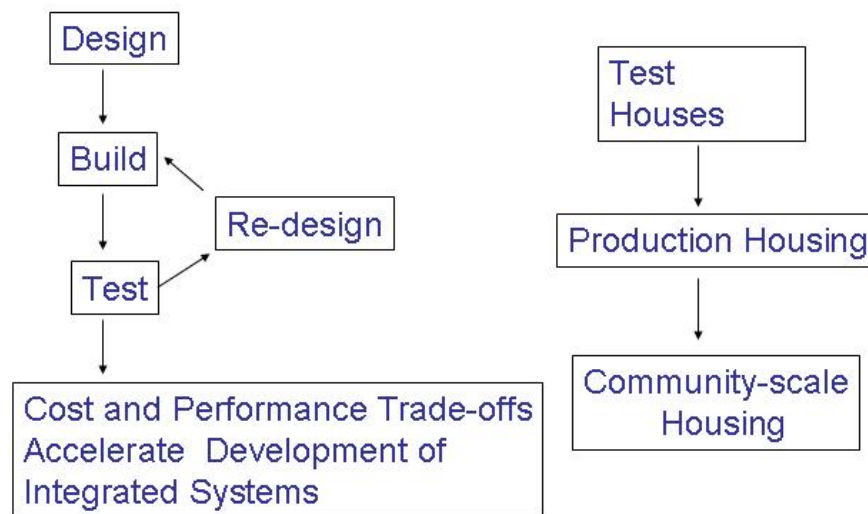 Design
Build
Re-design
Test
Cost and Performance Trade-offs
Accelerate Development of
Integrated Systems
Test
Houses
Production Housing
Community-scale
Housing